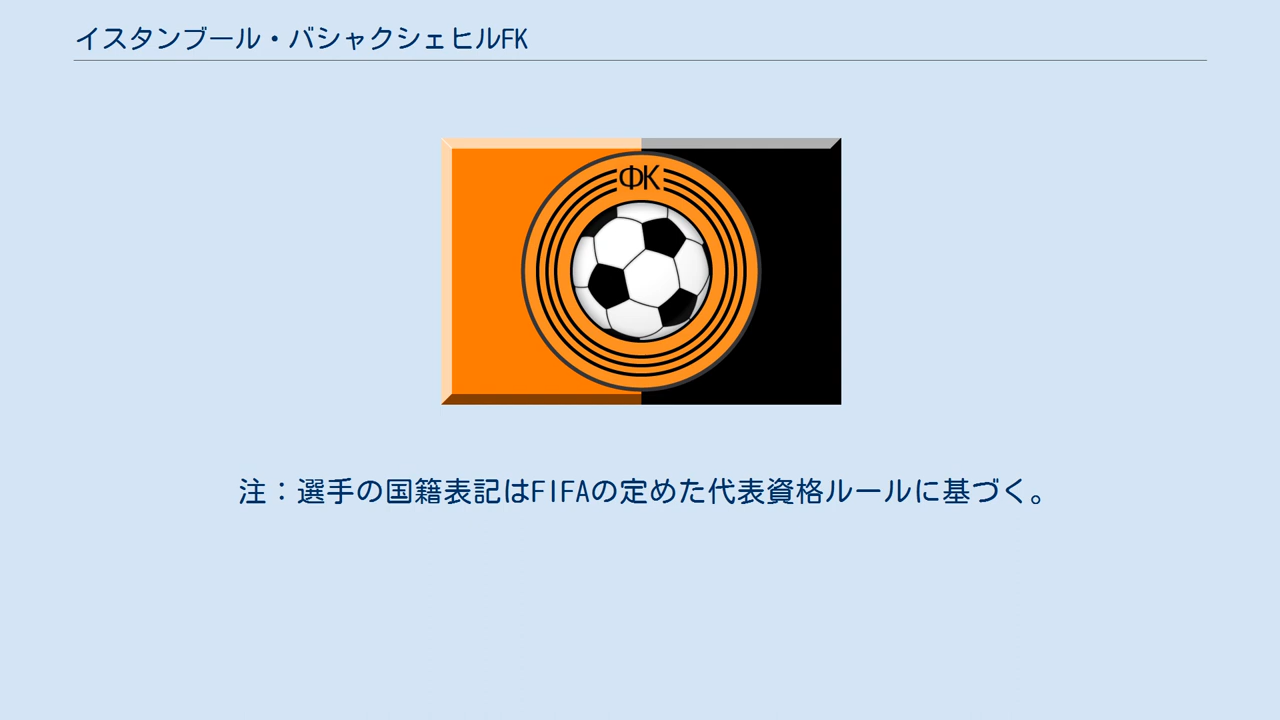 イスタンブール・バシャクシェヒルFK
ФК
注：選手の国籍表記はFIFAの定めた代表資格ルールに基づく。